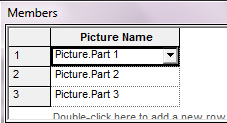 Members
Picture Name
1 Picture.Part 1
2 Picture.Part 2
3 Picture.Part 3
Double-click here to add a new row